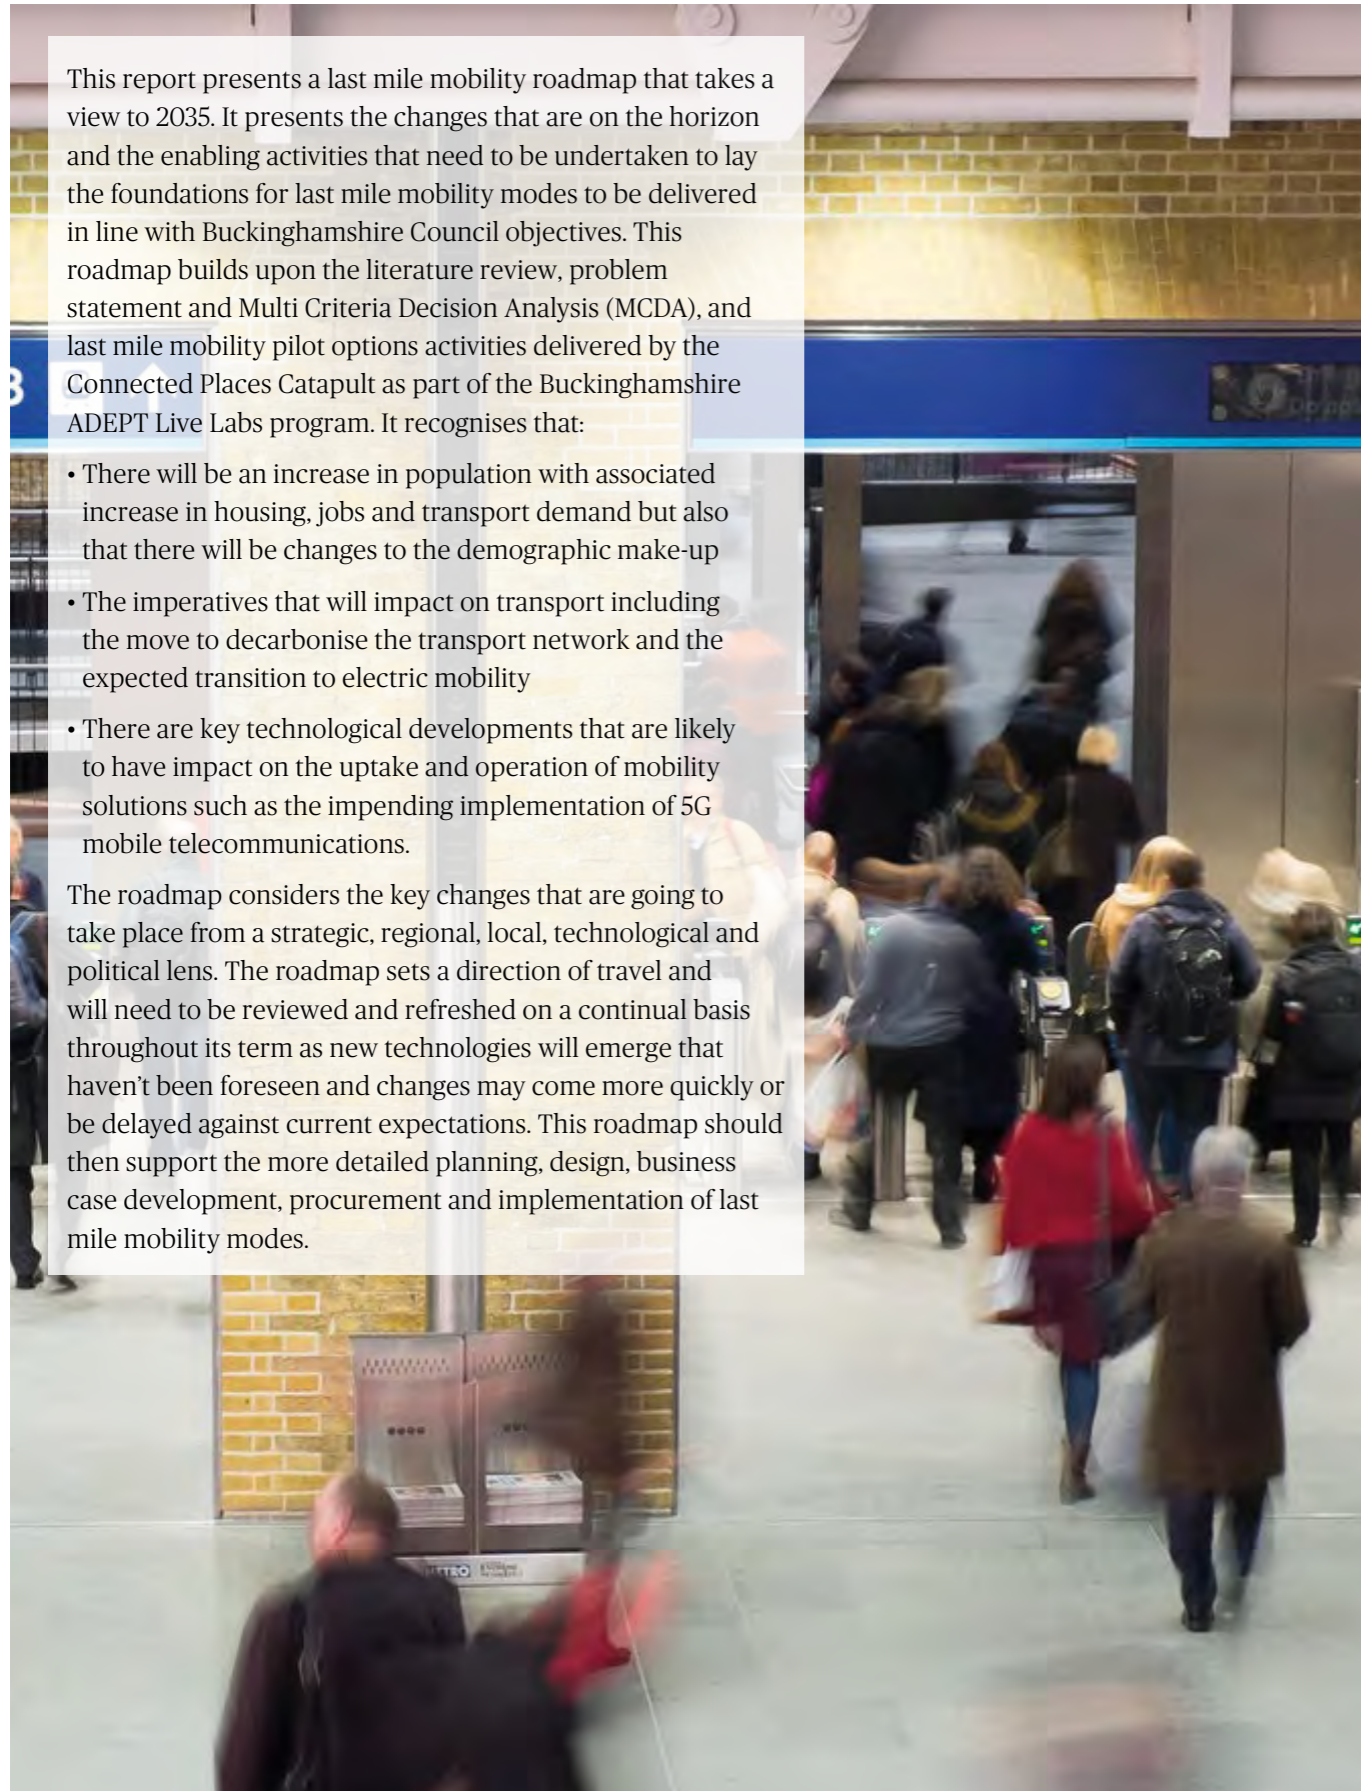 This report presents a last mile mobility roadmap that takes a
view to 2035. It presents the changes that are on the horizon
and the enabling activities that need to be undertaken to lay
the foundations for last mile mobility modes to be delivered
in line with Buckinghamshire Council objectives. This
roadmap builds upon the literature review, problem
statement and Multi Criteria Decision Analysis (MCDA), and
last mile mobility pilot options activities delivered by the
Connected Places Catapult as part of the Buckinghamshire
ADEPT Live Labs program. It recognises that:
• There will be an increase in population with associated
increase in housing, jobs and transport demand but also
that there will be changes to the demographic make-up
• The imperatives that will impact on transport including
the move to decarbonise the transport network and the
expected transition to electric mobility
• There are key technological developments that are likely
to have impact on the uptake and operation of mobility
solutions such as the impending implementation of 5G
mobile telecommunications.
The roadmap considers the key changes that are going to
take place from a strategic, regional, local, technological and
political lens. The roadmap sets a direction of travel and
will need to be reviewed and refreshed on a continual basis
throughout its term as new technologies will emerge that
haven't been foreseen and changes may come more quickly or
be delayed against current expectations. This roadmap should
then support the more detailed planning, design, business
case development, procurement and implementation of last
mile mobility modes.